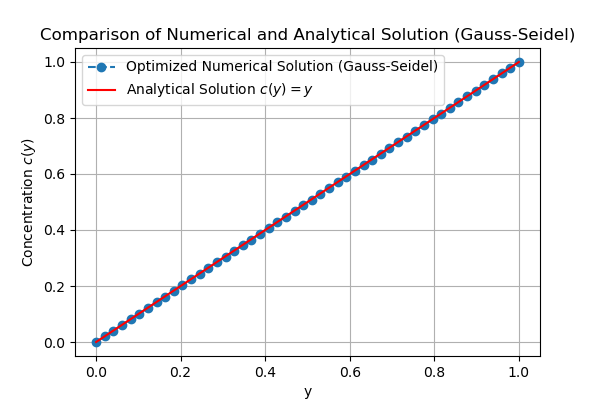 Comparison of Numerical and Analytical Solution (Gauss-Seidel)
Optimized Numerical Solution (Gauss-Seidel)
Analytical Solution c(y) = y
1.0
0.8
0.6
0.4
0.2
0.0
Concentration c(y)
0.0 0.2 0.4 0.6 0.8 1.0
y